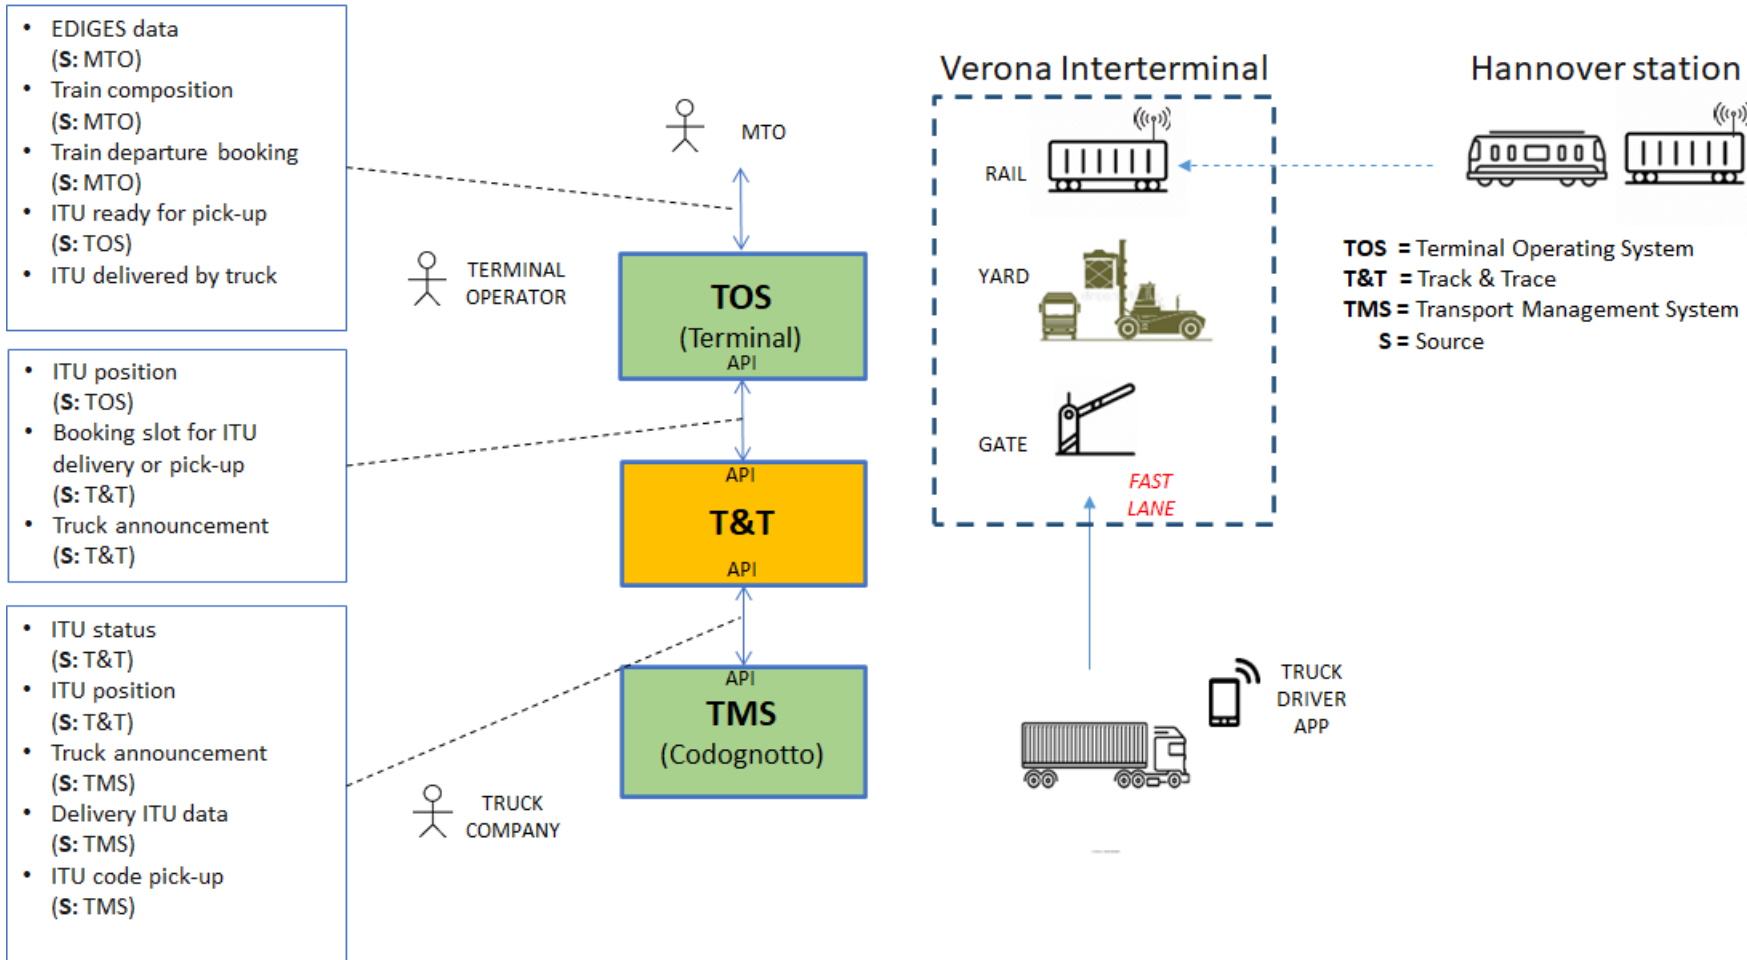 • EDIGES data
(S: MTO)
• Train composition
(S: MTO)
• Train departure booking
(S: MTO)
• ITU ready for pick-up
(S: TOS)
• ITU delivered by truck
• ITU position
(S: TOS)
• Booking slot for ITU
delivery or pick-up
(S: T&T)
• Truck announcement
(S: T&T)
• ITU status
(S: T&T)
• ITU position
(S: T&T)
• Truck announcement
(S: TMS)
• Delivery ITU data
(S: TMS)
• ITU code pick-up
(S: TMS)
MTO
TERMINAL
OPERATOR
TOS
(Terminal)
API
API
T&T
API
API
TMS
(Codognotto)
TRUCK
COMPANY
Verona Interterminal
RAIL
YARD
GATE
FAST
LANE
TRUCK
DRIVER
APP
Hannover station
TOS = Terminal Operating System
T&T = Track & Trace
TMS = Transport Management System
S = Source